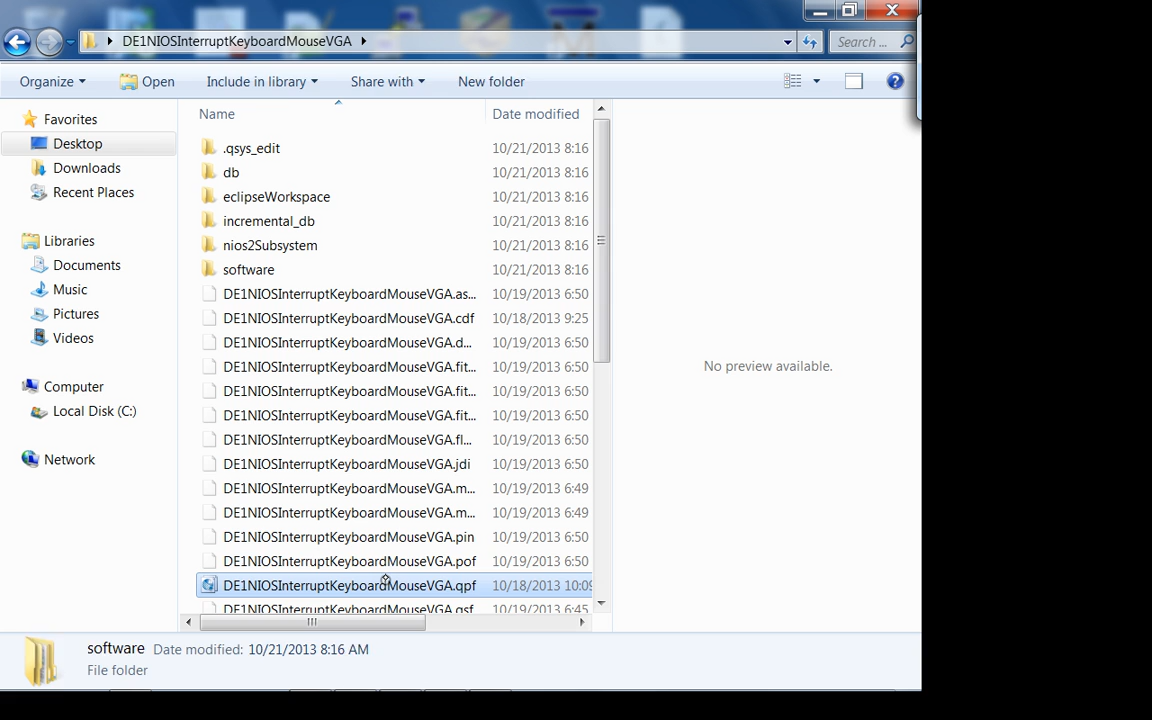 DE1NIOSInterruptKeyboardMouseVGA
Search ...
Organize Open Include in library Share with New folder
Name Date modified
Favorites
Desktop
Downloads
Recent Places
Libraries
Documents
Music
Pictures
Videos
Computer
Local Disk (C:)
Network
.qsys_edit 10/21/2013 8:16
db 10/21/2013 8:16
eclipseWorkspace 10/21/2013 8:16
incremental_db 10/21/2013 8:16
nios2Subsystem 10/21/2013 8:16
software 10/21/2013 8:16
DE1NIOSInterruptKeyboardMouseVGA.as... 10/19/2013 6:50
DE1NIOSInterruptKeyboardMouseVGA.cdf 10/18/2013 9:25
DE1NIOSInterruptKeyboardMouseVGA.d... 10/19/2013 6:50
DE1NIOSInterruptKeyboardMouseVGA.fit... 10/19/2013 6:50
DE1NIOSInterruptKeyboardMouseVGA.fit... 10/19/2013 6:50
DE1NIOSInterruptKeyboardMouseVGA.fit... 10/19/2013 6:50
DE1NIOSInterruptKeyboardMouseVGA.fl... 10/19/2013 6:50
DE1NIOSInterruptKeyboardMouseVGA.jdi 10/19/2013 6:50
DE1NIOSInterruptKeyboardMouseVGA.m... 10/19/2013 6:49
DE1NIOSInterruptKeyboardMouseVGA.m... 10/19/2013 6:49
DE1NIOSInterruptKeyboardMouseVGA.pin 10/19/2013 6:50
DE1NIOSInterruptKeyboardMouseVGA.pof 10/19/2013 6:50
DE1NIOSInterruptKeyboardMouseVGA.qpf 10/18/2013 10:09
DE1NIOSInterruptKeyboardMouseVGA.qsf 10/19/2013 6:45
No preview available.
software Date modified: 10/21/2013 8:16 AM
File folder